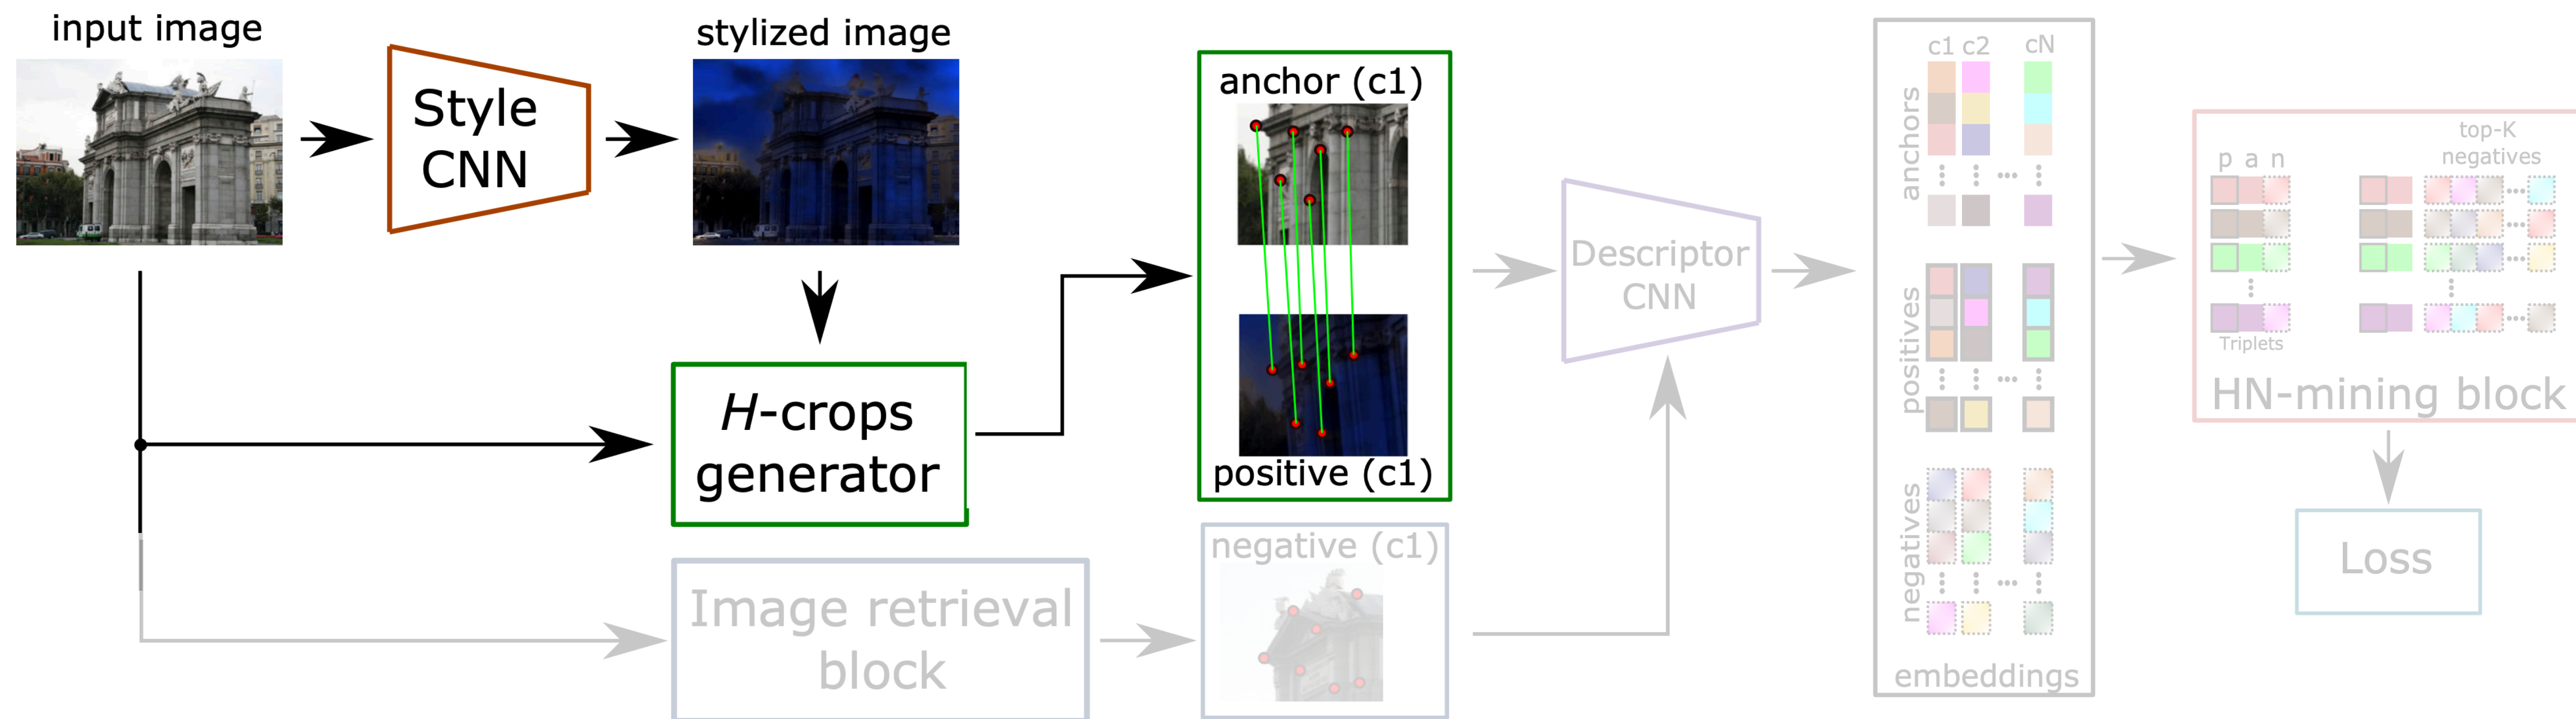 input image
Style
CNN
stylized image
H-crops
generator
anchor (c1)
positive (c1)
Image retrieval
block
negative (c1)
Descriptor
CNN
c1 c2 cN
anchors
positives
negatives
embeddings
top-K
negatives
p a n
Triplets
HN-mining block
Loss